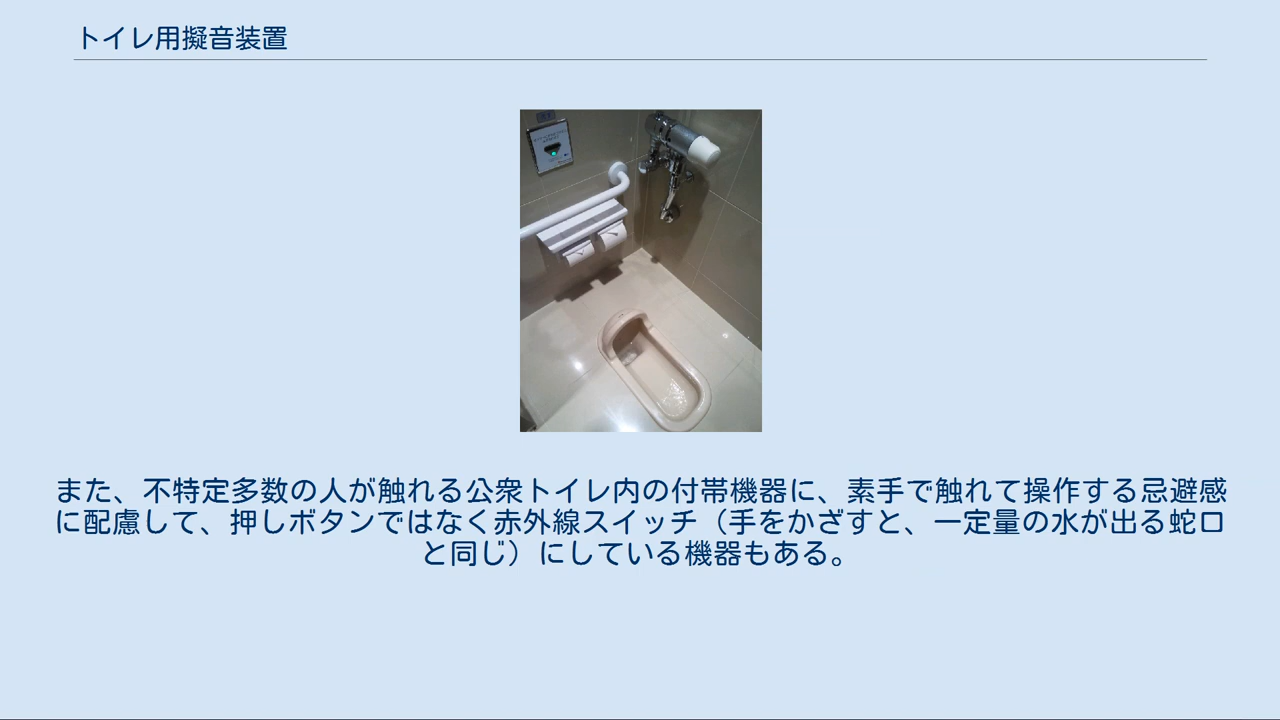 トイレ用擬音装置
また、不特定多数の人が触れる公衆トイレ内の付帯機器に、素手で触れて操作する忌避感
に配慮して、押しボタンではなく赤外線スイッチ（手をかざすと、一定量の水が出る蛇口
と同じ）にしている機器もある。